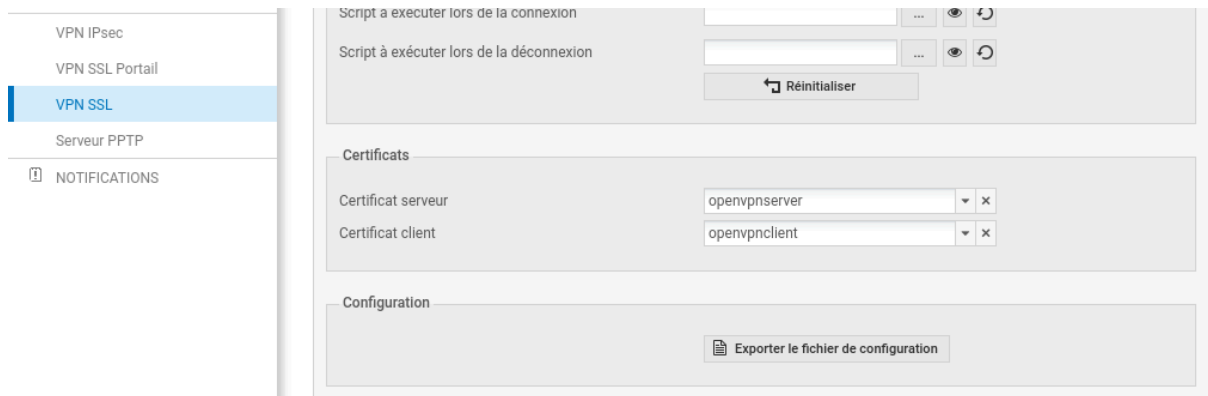 Script à exécuter lors de la connexion
...
VPN IPsec
Script à exécuter lors de la déconnexion
...
VPN SSL Portail
Réinitialiser
VPN SSL
Serveur PPTP
NOTIFICATIONS
Certificats
Certificat serveur
openvpnserver
Certificat client
openvpnclient
Configuration
Exporter le fichier de configuration